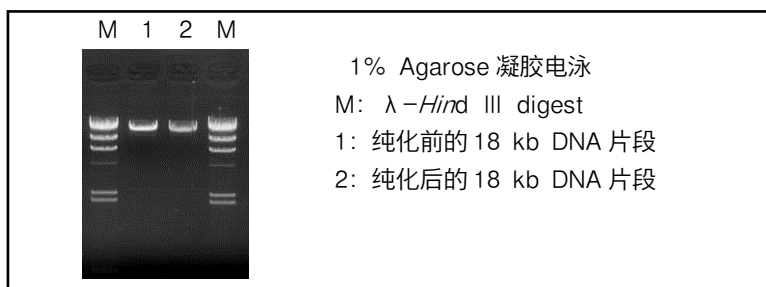 M 1 2 M
1% Agarose 凝胶电泳
M: λ-Hind Ⅲ digest
1: 纯化前的 18 kb DNA 片段
2: 纯化后的 18 kb DNA 片段